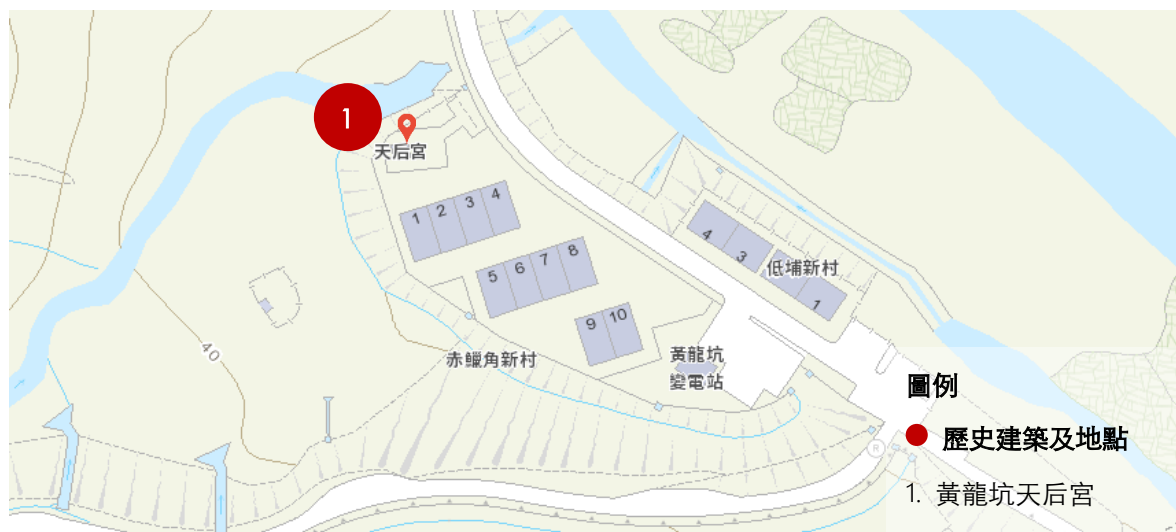 1
天后宮
1 2 3 4
5 6 7 8
9 10
4 3 1
低埔新村
赤鱲角新村
黃龍坑
變電站
40
R
圖例
歷史建築及地點
1. 黃龍坑天后宮